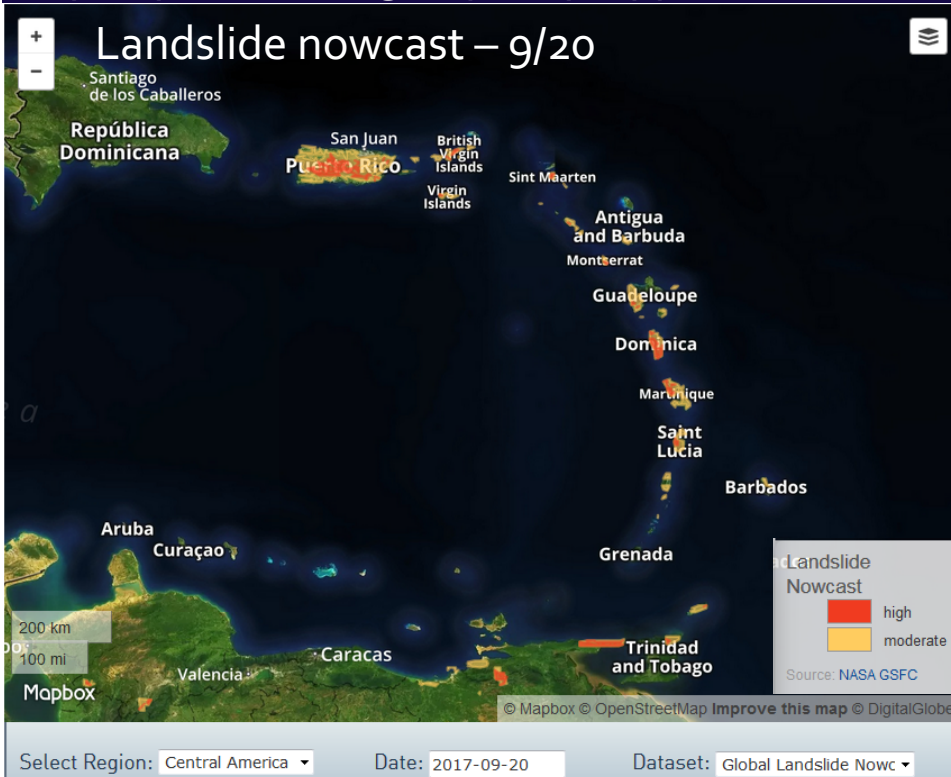 Landslide nowcast – 9/20
+
−
Santiago
de los Caballeros
República
Dominicana
San Juan
Puerto Rico
British
Virgin
Islands
Virgin
Islands
Sint Maarten
Antigua
and Barbuda
Montserrat
Guadeloupe
Dominica
Martinique
a
Saint
Lucia
Barbados
Aruba
Curaçao
Grenada
Landslide
Nowcast
high
moderate
Source: NASA GSFC
200 km
100 mi
Caracas
Valencia
Trinidad
and Tobago
Mapbox
© Mapbox © OpenStreetMap Improve this map © DigitalGlobe
Select Region: Central America
Date: 2017-09-20
Dataset: Global Landslide Nowc